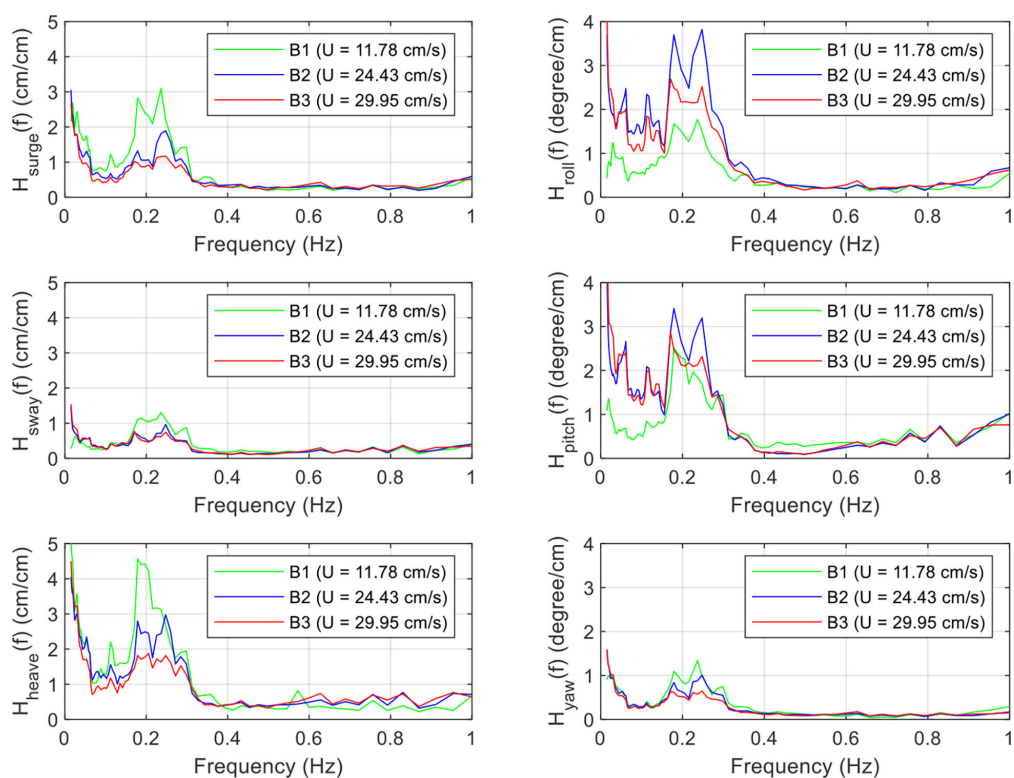 H_surge(f) (cm/cm)
5
4
3
2
1
0
B1 (U = 11.78 cm/s)
B2 (U = 24.43 cm/s)
B3 (U = 29.95 cm/s)
0 0.2 0.4 0.6 0.8 1
Frequency (Hz)
H_roll(f) (degree/cm)
4
3
2
1
0
B1 (U = 11.78 cm/s)
B2 (U = 24.43 cm/s)
B3 (U = 29.95 cm/s)
0 0.2 0.4 0.6 0.8 1
Frequency (Hz)
H_sway(f) (cm/cm)
5
4
3
2
1
0
B1 (U = 11.78 cm/s)
B2 (U = 24.43 cm/s)
B3 (U = 29.95 cm/s)
0 0.2 0.4 0.6 0.8 1
Frequency (Hz)
H_pitch(f) (degree/cm)
4
3
2
1
0
B1 (U = 11.78 cm/s)
B2 (U = 24.43 cm/s)
B3 (U = 29.95 cm/s)
0 0.2 0.4 0.6 0.8 1
Frequency (Hz)
H_heave(f) (cm/cm)
5
4
3
2
1
0
B1 (U = 11.78 cm/s)
B2 (U = 24.43 cm/s)
B3 (U = 29.95 cm/s)
0 0.2 0.4 0.6 0.8 1
Frequency (Hz)
H_yaw(f) (degree/cm)
4
3
2
1
0
B1 (U = 11.78 cm/s)
B2 (U = 24.43 cm/s)
B3 (U = 29.95 cm/s)
0 0.2 0.4 0.6 0.8 1
Frequency (Hz)